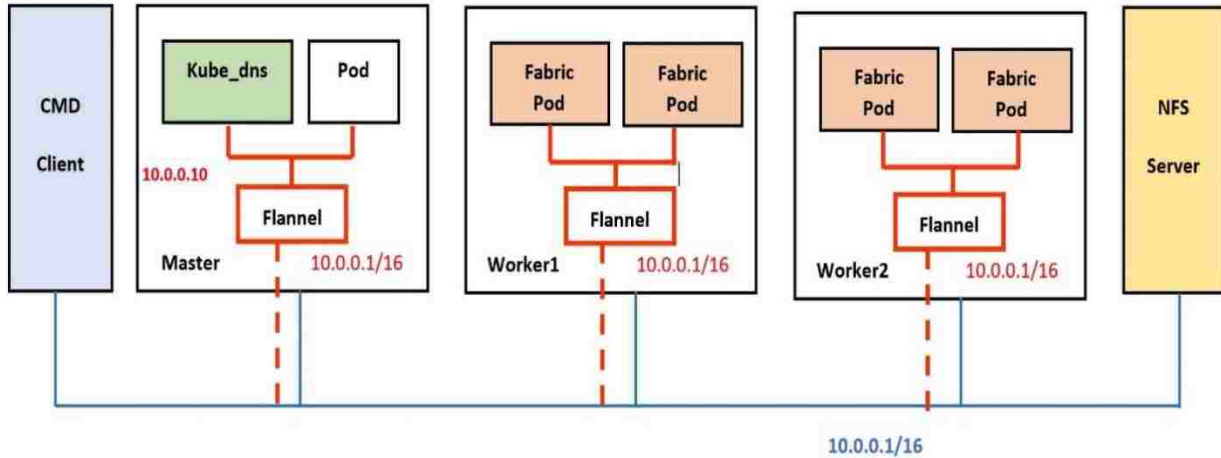 CMD
Client
Kube_dns
Pod
10.0.0.10
Flannel
Master
10.0.0.1/16
Fabric
Pod
Fabric
Pod
Flannel
Worker1
10.0.0.1/16
Fabric
Pod
Fabric
Pod
Flannel
Worker2
10.0.0.1/16
NFS
Server
10.0.0.1/16